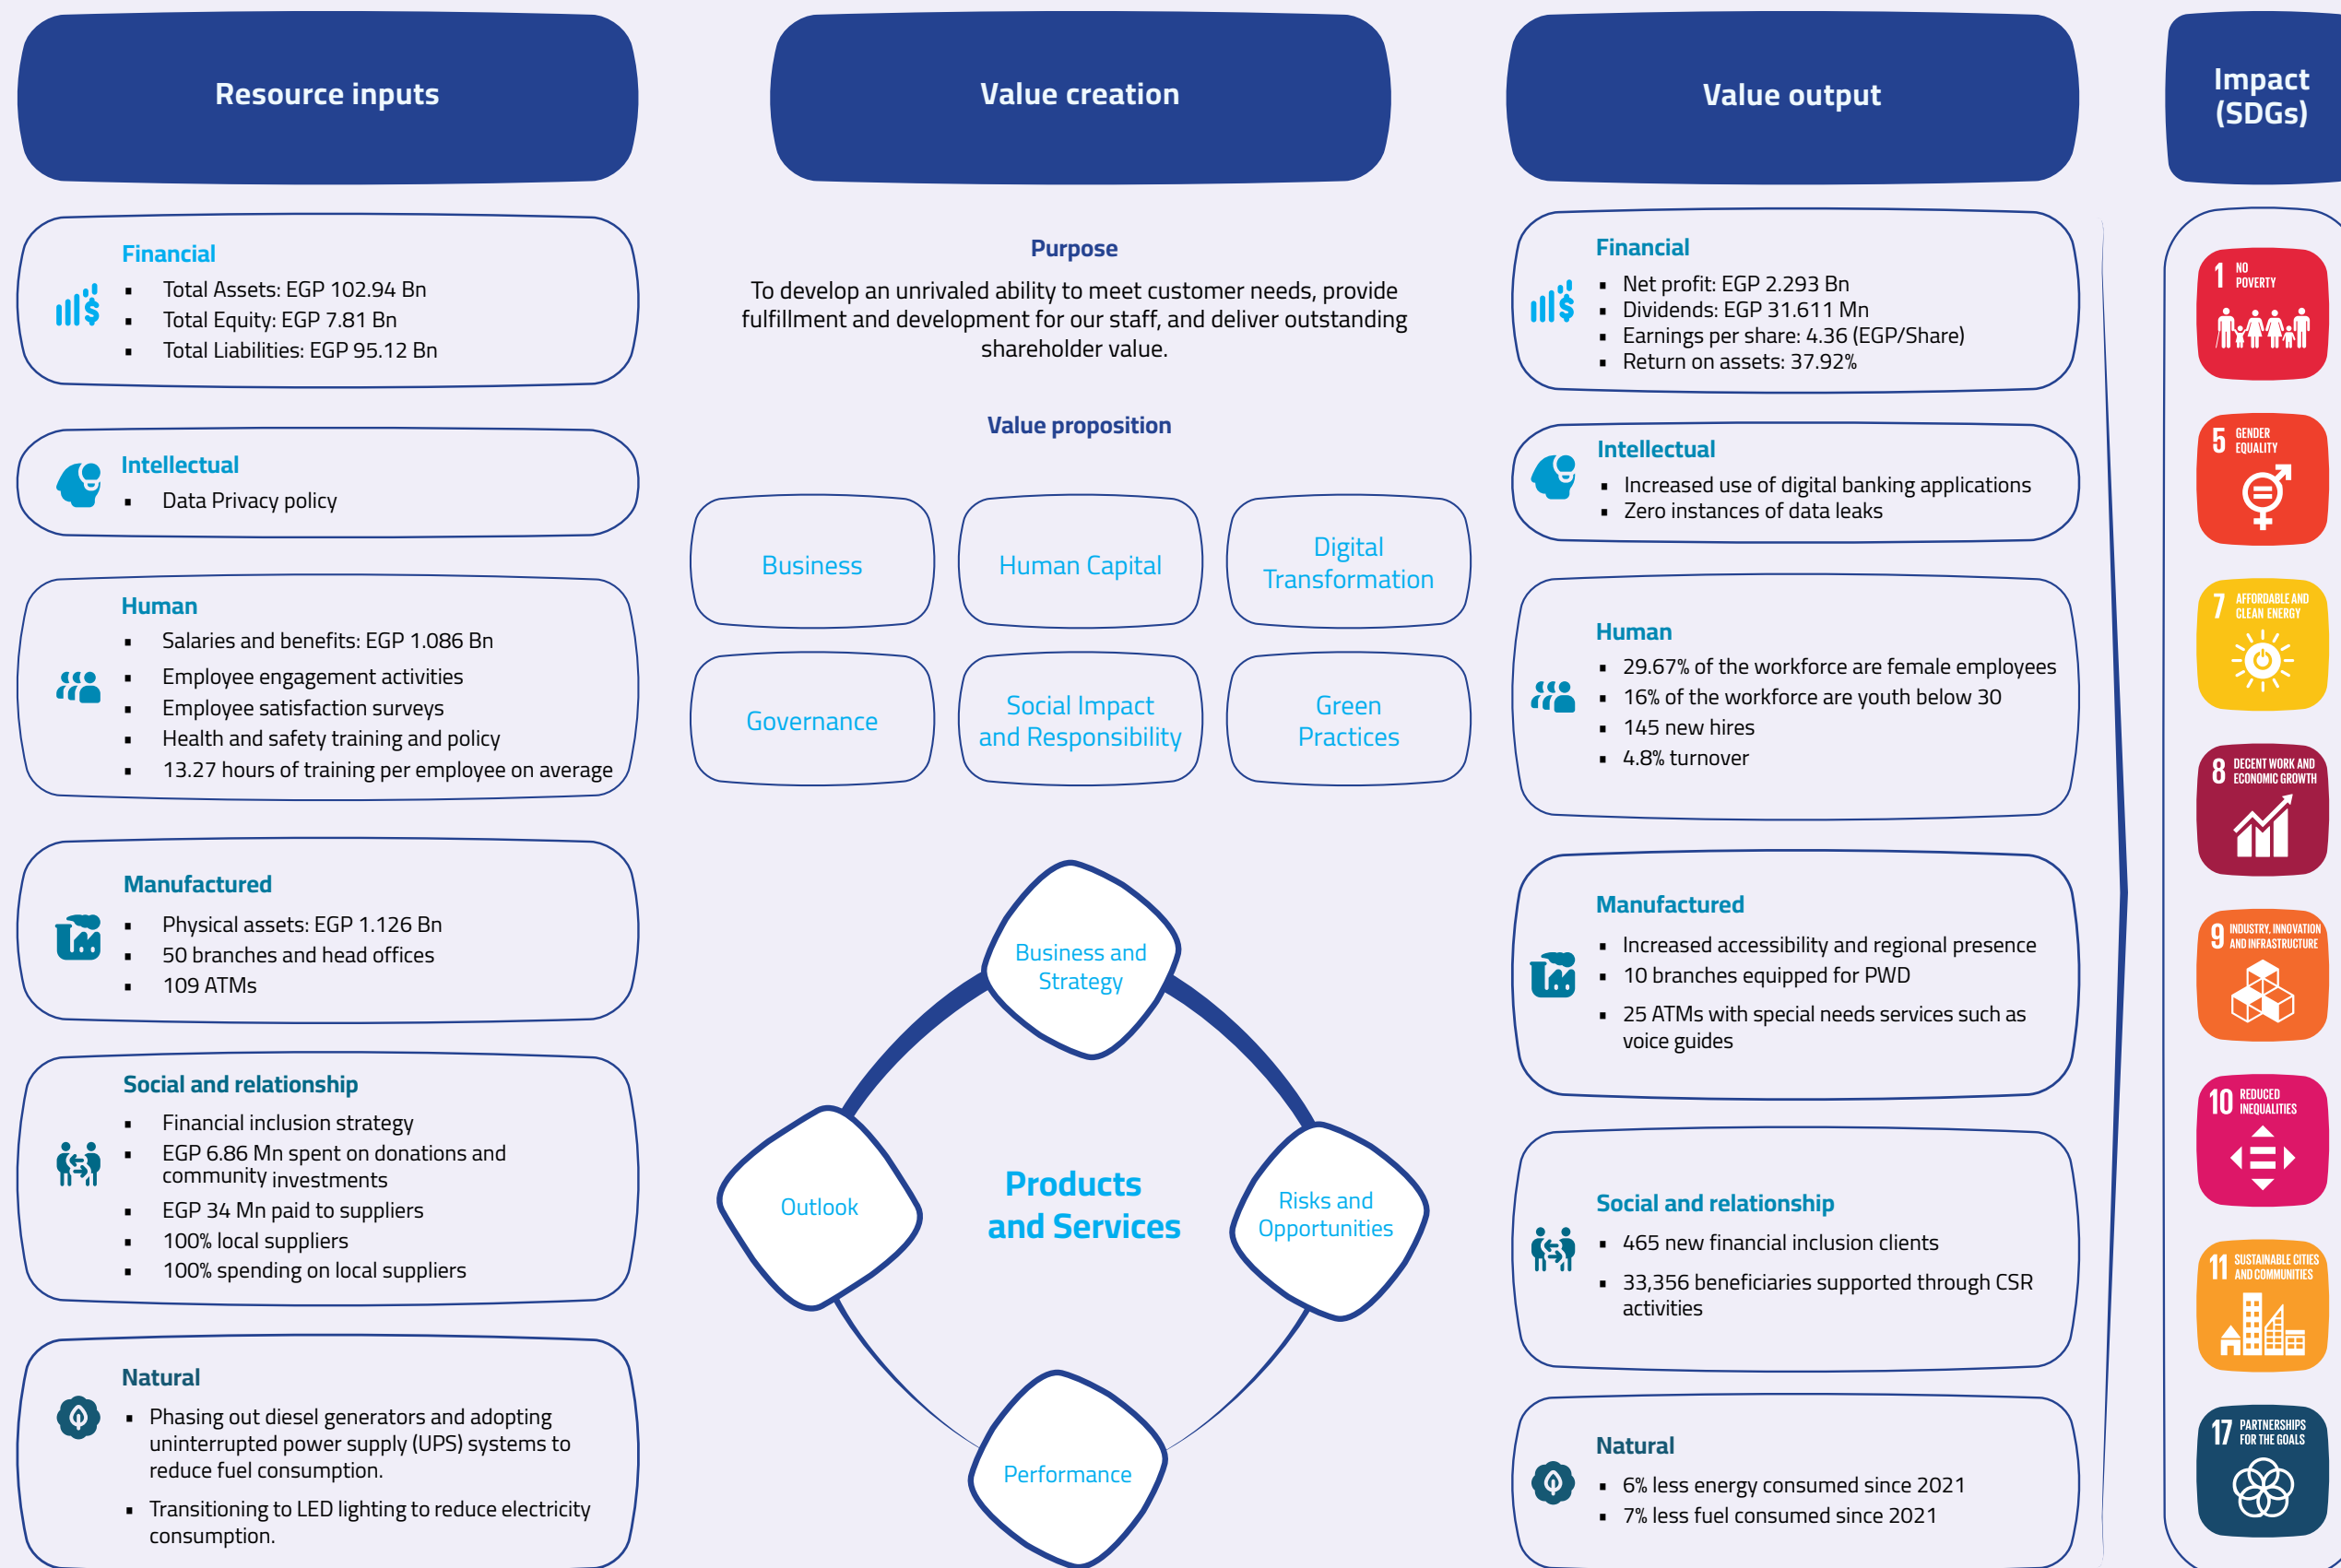 Resource inputs
Financial
▪ Total Assets: EGP 102.94 Bn
▪ Total Equity: EGP 7.81 Bn
▪ Total Liabilities: EGP 95.12 Bn
Intellectual
▪ Data Privacy policy
Human
▪ Salaries and benefits: EGP 1.086 Bn
▪ Employee engagement activities
▪ Employee satisfaction surveys
▪ Health and safety training and policy
▪ 13.27 hours of training per employee on average
Manufactured
▪ Physical assets: EGP 1.126 Bn
▪ 50 branches and head offices
▪ 109 ATMs
Social and relationship
▪ Financial inclusion strategy
▪ EGP 6.86 Mn spent on donations and
community investments
▪ EGP 34 Mn paid to suppliers
▪ 100% local suppliers
▪ 100% spending on local suppliers
Natural
▪ Phasing out diesel generators and adopting
uninterrupted power supply (UPS) systems to
reduce fuel consumption.
▪ Transitioning to LED lighting to reduce electricity
consumption.
Value creation
Purpose
To develop an unrivaled ability to meet customer needs, provide
fulfillment and development for our staff, and deliver outstanding
shareholder value.
Value proposition
Business
Human Capital
Digital
Transformation
Governance
Social Impact
and Responsibility
Green
Practices
Business and
Strategy
Outlook
Products
and Services
Risks and
Opportunities
Performance
Value output
Financial
▪ Net profit: EGP 2.293 Bn
▪ Dividends: EGP 31.611 Mn
▪ Earnings per share: 4.36 (EGP/Share)
▪ Return on assets: 37.92%
Intellectual
▪ Increased use of digital banking applications
▪ Zero instances of data leaks
Human
▪ 29.67% of the workforce are female employees
▪ 16% of the workforce are youth below 30
▪ 145 new hires
▪ 4.8% turnover
Manufactured
▪ Increased accessibility and regional presence
▪ 10 branches equipped for PWD
▪ 25 ATMs with special needs services such as
voice guides
Social and relationship
▪ 465 new financial inclusion clients
▪ 33,356 beneficiaries supported through CSR
activities
Natural
▪ 6% less energy consumed since 2021
▪ 7% less fuel consumed since 2021
Impact
(SDGs)
1 NO
POVERTY
5 GENDER
EQUALITY
7 AFFORDABLE AND
CLEAN ENERGY
8 DECENT WORK AND
ECONOMIC GROWTH
9 INDUSTRY, INNOVATION
AND INFRASTRUCTURE
10 REDUCED
INEQUALITIES
11 SUSTAINABLE CITIES
AND COMMUNITIES
17 PARTNERSHIPS
FOR THE GOALS